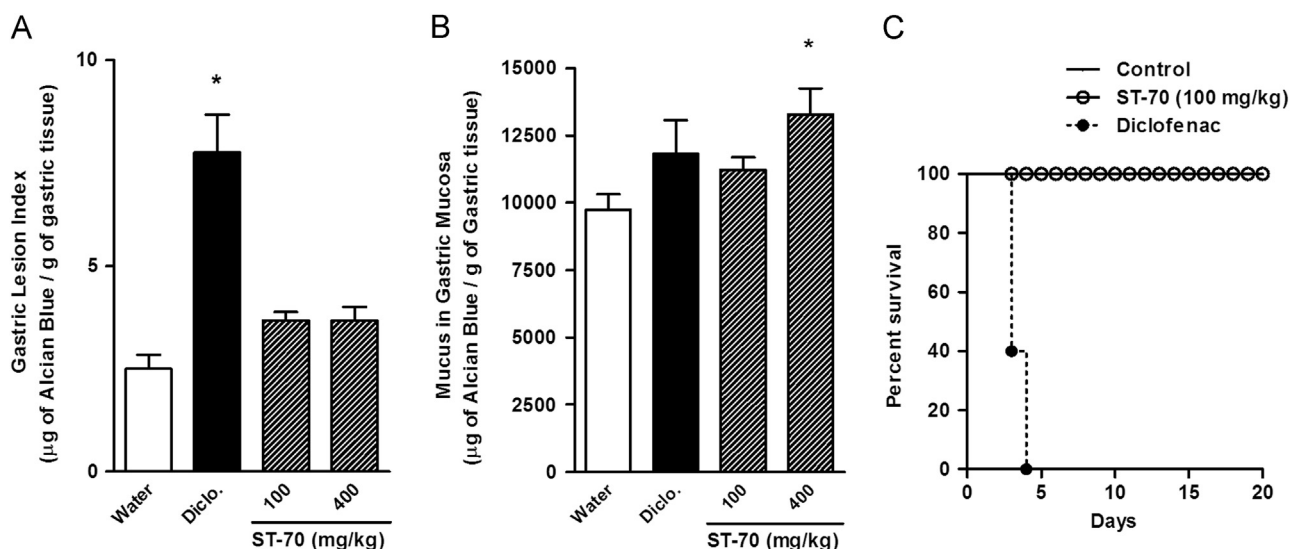 A
Gastric Lesion Index
(μg of Alcian Blue / g of gastric tissue)
10
5
0
*
Water
Diclo.
100
400
ST-70 (mg/kg)
B
Mucus in Gastric Mucosa
(μg of Alcian Blue / g of Gastric tissue)
15000
12500
10000
7500
5000
2500
0
*
Water
Diclo.
100
400
ST-70 (mg/kg)
C
Control
ST-70 (100 mg/kg)
Diclofenac
Percent survival
100
80
60
40
20
0
0
5
10
15
20
Days